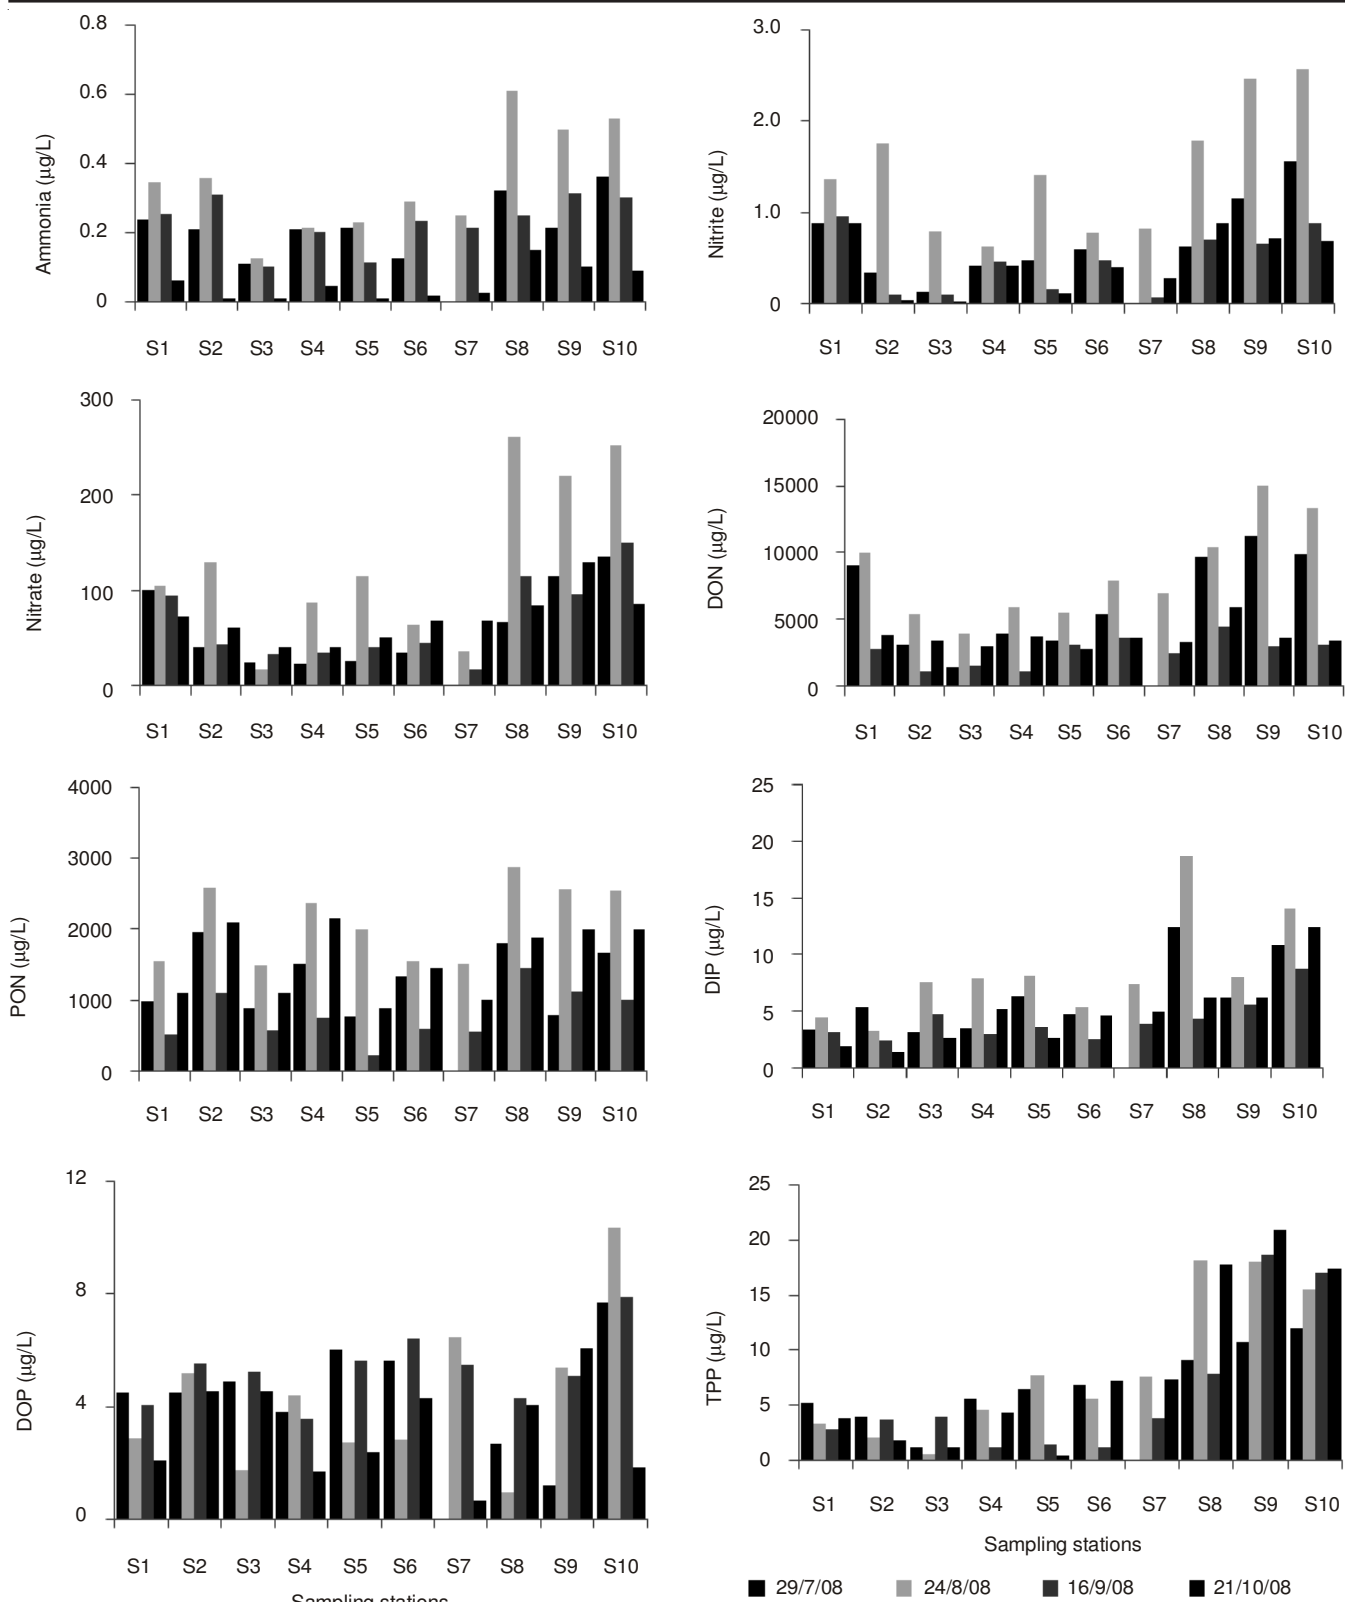 0.8
0.6
0.4
0.2
0
Ammonia (µg/L)
S1 S2 S3 S4 S5 S6 S7 S8 S9 S10
3.0
2.0
1.0
0
Nitrite (µg/L)
S1 S2 S3 S4 S5 S6 S7 S8 S9 S10
300
200
100
0
Nitrate (µg/L)
S1 S2 S3 S4 S5 S6 S7 S8 S9 S10
20000
15000
10000
5000
0
DON (µg/L)
S1 S2 S3 S4 S5 S6 S7 S8 S9 S10
4000
3000
2000
1000
0
PON (µg/L)
S1 S2 S3 S4 S5 S6 S7 S8 S9 S10
25
20
15
10
5
0
DIP (µg/L)
S1 S2 S3 S4 S5 S6 S7 S8 S9 S10
12
8
4
0
DOP (µg/L)
S1 S2 S3 S4 S5 S6 S7 S8 S9 S10
Sampling stations
25
20
15
10
5
0
TPP (µg/L)
S1 S2 S3 S4 S5 S6 S7 S8 S9 S10
Sampling stations
29/7/08 24/8/08 16/9/08 21/10/08